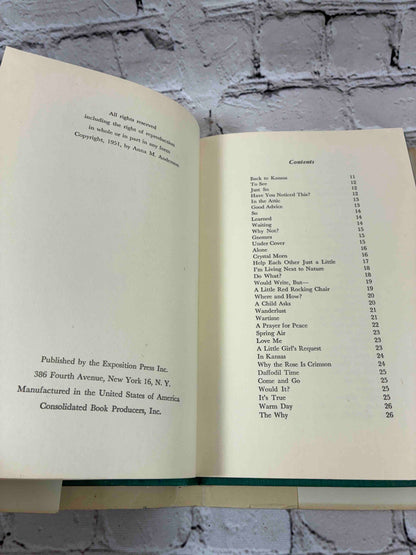 All rights reserved
including the right of reproduction
in whole or in part in any form
Copyright, 1951, by Anna M. Anderson
Published by the Exposition Press Inc.
386 Fourth Avenue, New York 16, N. Y.
Manufactured in the United States of America
Consolidated Book Producers, Inc.
Contents
Back to Kansas 11
To See 12
Just So 12
Have You Noticed This? 12
In the Attic 13
Good Advice 13
So 14
Learned 14
Waiting 14
Why Not? 15
15
Under Cover 15
Alone 16
Crystal Morn 16
Help Each Other Just a Little 17
I'm Living Next to Nature 18
Do What? 18
Would Write, But— 19
A Little Red Rocking Chair 19
Where and How? 20
A Child Asks 20
Wanderlust 21
Wartime 21
A Prayer for Peace 22
Spring Air 23
Love Me 23
A Little Girl's Request 23
In Kansas 24
Why the Rose Is Crimson 24
Daffodil Time 25
Come and Go 25
Would It? 25
It's True 25
Warm Day 26
The Why 26